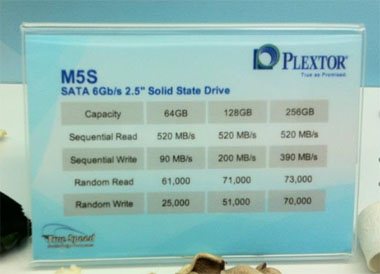 PLEXTOR
True as Promised.
M5S
SATA 6Gb/s 2.5" Solid State Drive
Capacity 64GB 128GB 256GB
Sequential Read 520 MB/s 520 MB/s 520 MB/s
Sequential Write 90 MB/s 200 MB/s 390 MB/s
Random Read 61,000 71,000 73,000
Random Write 25,000 51,000 70,000
True Speed